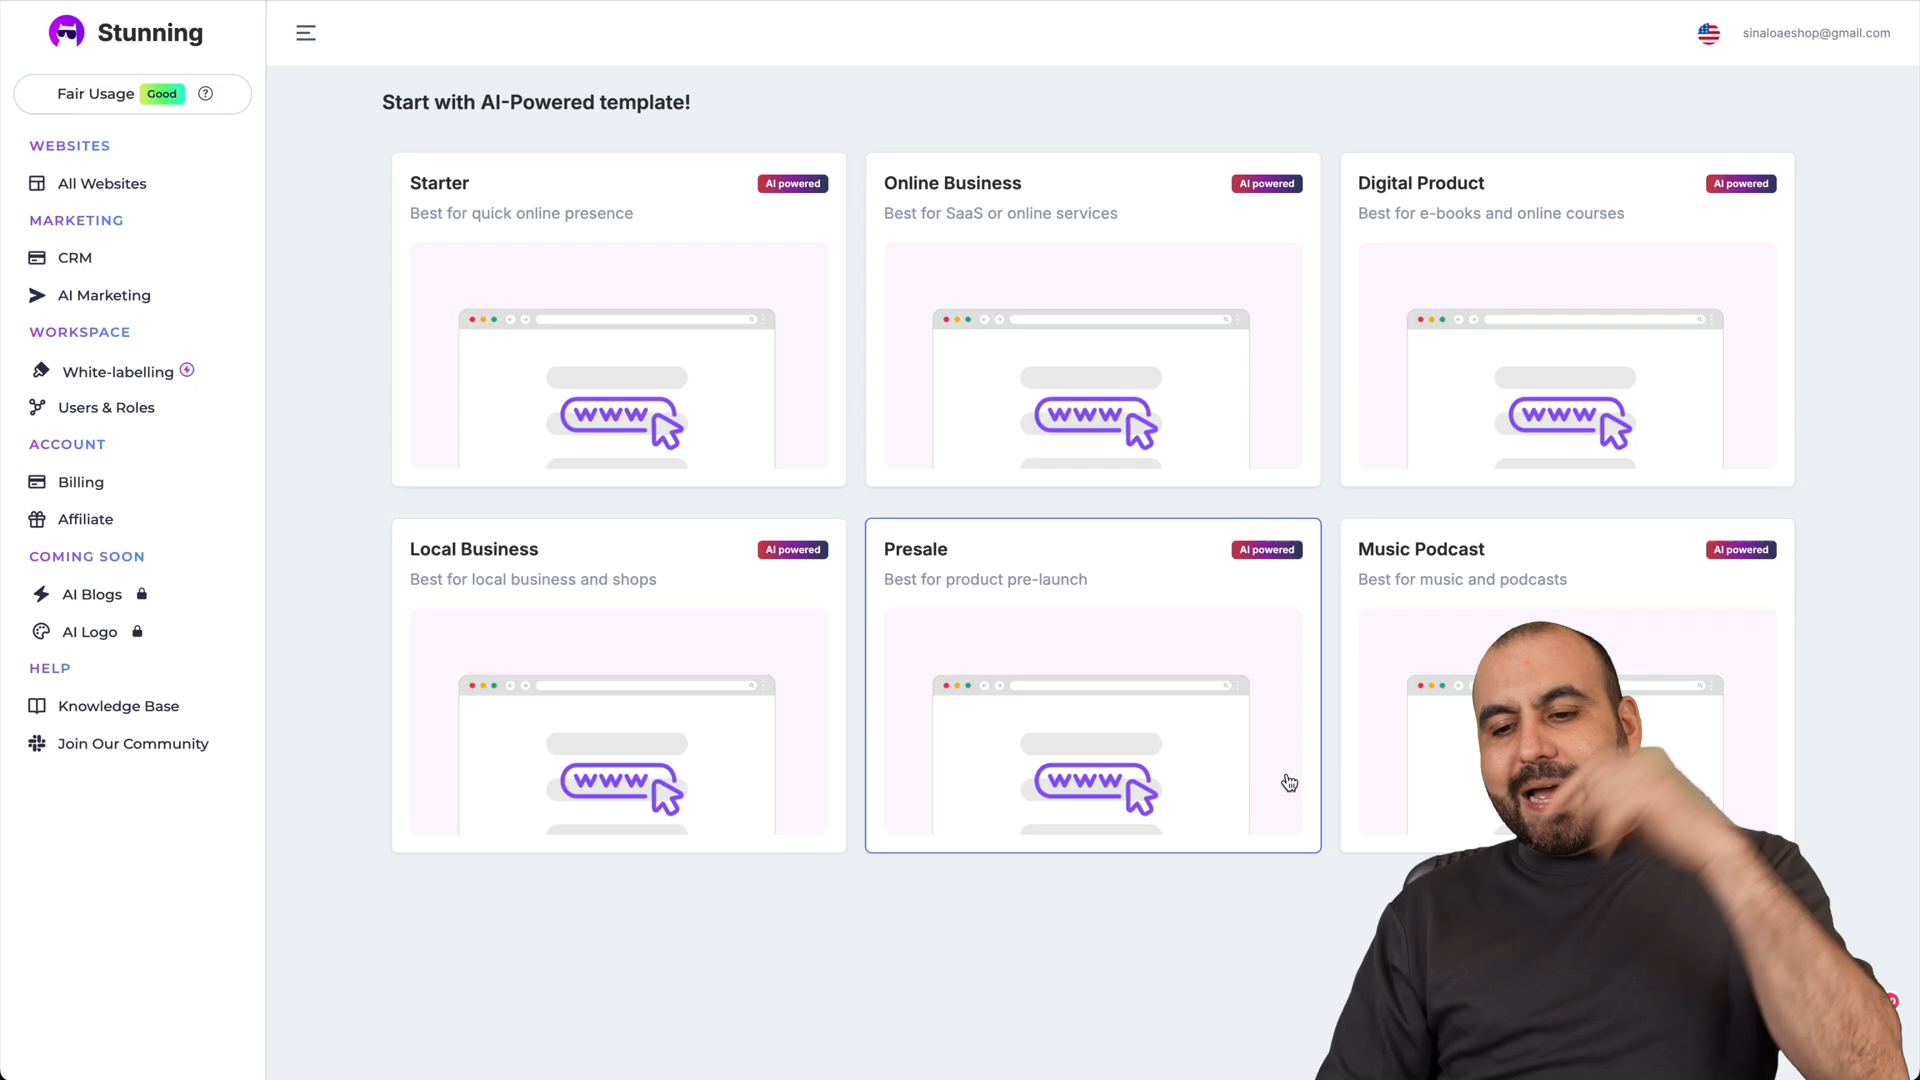 Stunning
sinaloaeshop@gmail.com
Fair Usage Good
WEBSITES
All Websites
MARKETING
CRM
AI Marketing
WORKSPACE
White-labelling
Users & Roles
ACCOUNT
Billing
Affiliate
COMING SOON
AI Blogs
AI Logo
HELP
Knowledge Base
Join Our Community
Start with AI-Powered template!
Starter AI powered
Best for quick online presence
www
Online Business AI powered
Best for SaaS or online services
www
Digital Product AI powered
Best for e-books and online courses
www
Local Business AI powered
Best for local business and shops
www
Presale AI powered
Best for product pre-launch
www
Music Podcast AI powered
Best for music and podcasts